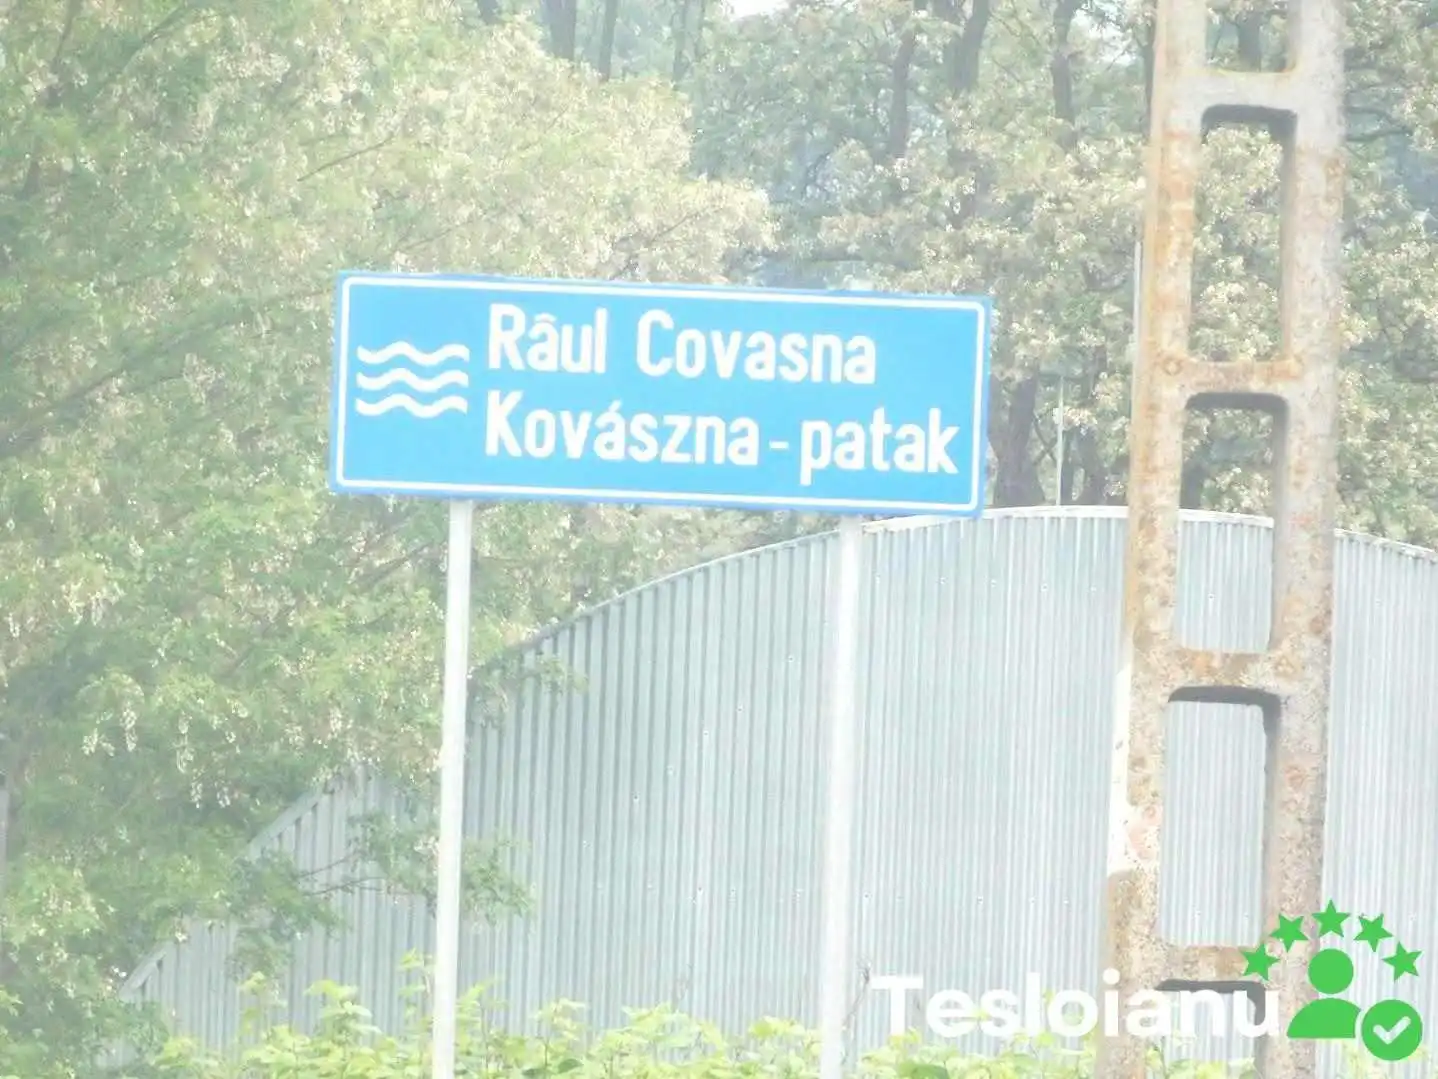 Râul Covasna
Kovászna - patak
Tesloianu